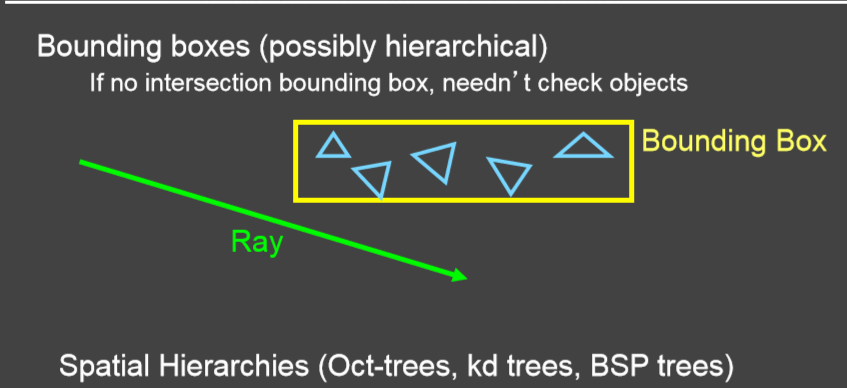 Bounding boxes (possibly hierarchical)
If no intersection bounding box, needn’t check objects
Bounding Box
Ray
Spatial Hierarchies (Oct-trees, kd trees, BSP trees)